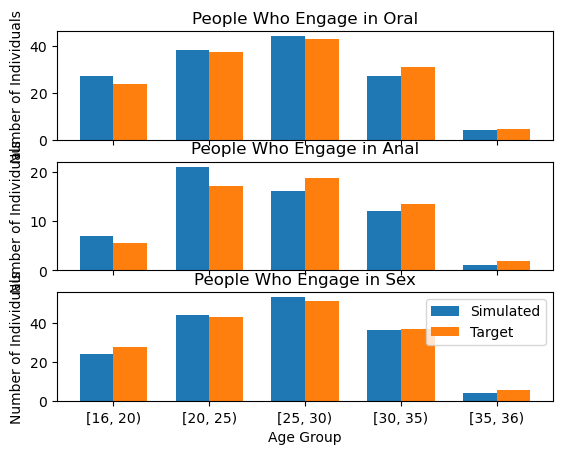 People Who Engage in Oral
Number of Individuals
40
20
0
People Who Engage in Anal
Number of Individuals
20
10
0
People Who Engage in Sex
Number of Individuals
40
20
0
Simulated
Target
[16, 20)
[20, 25)
[25, 30)
[30, 35)
[35, 36)
Age Group